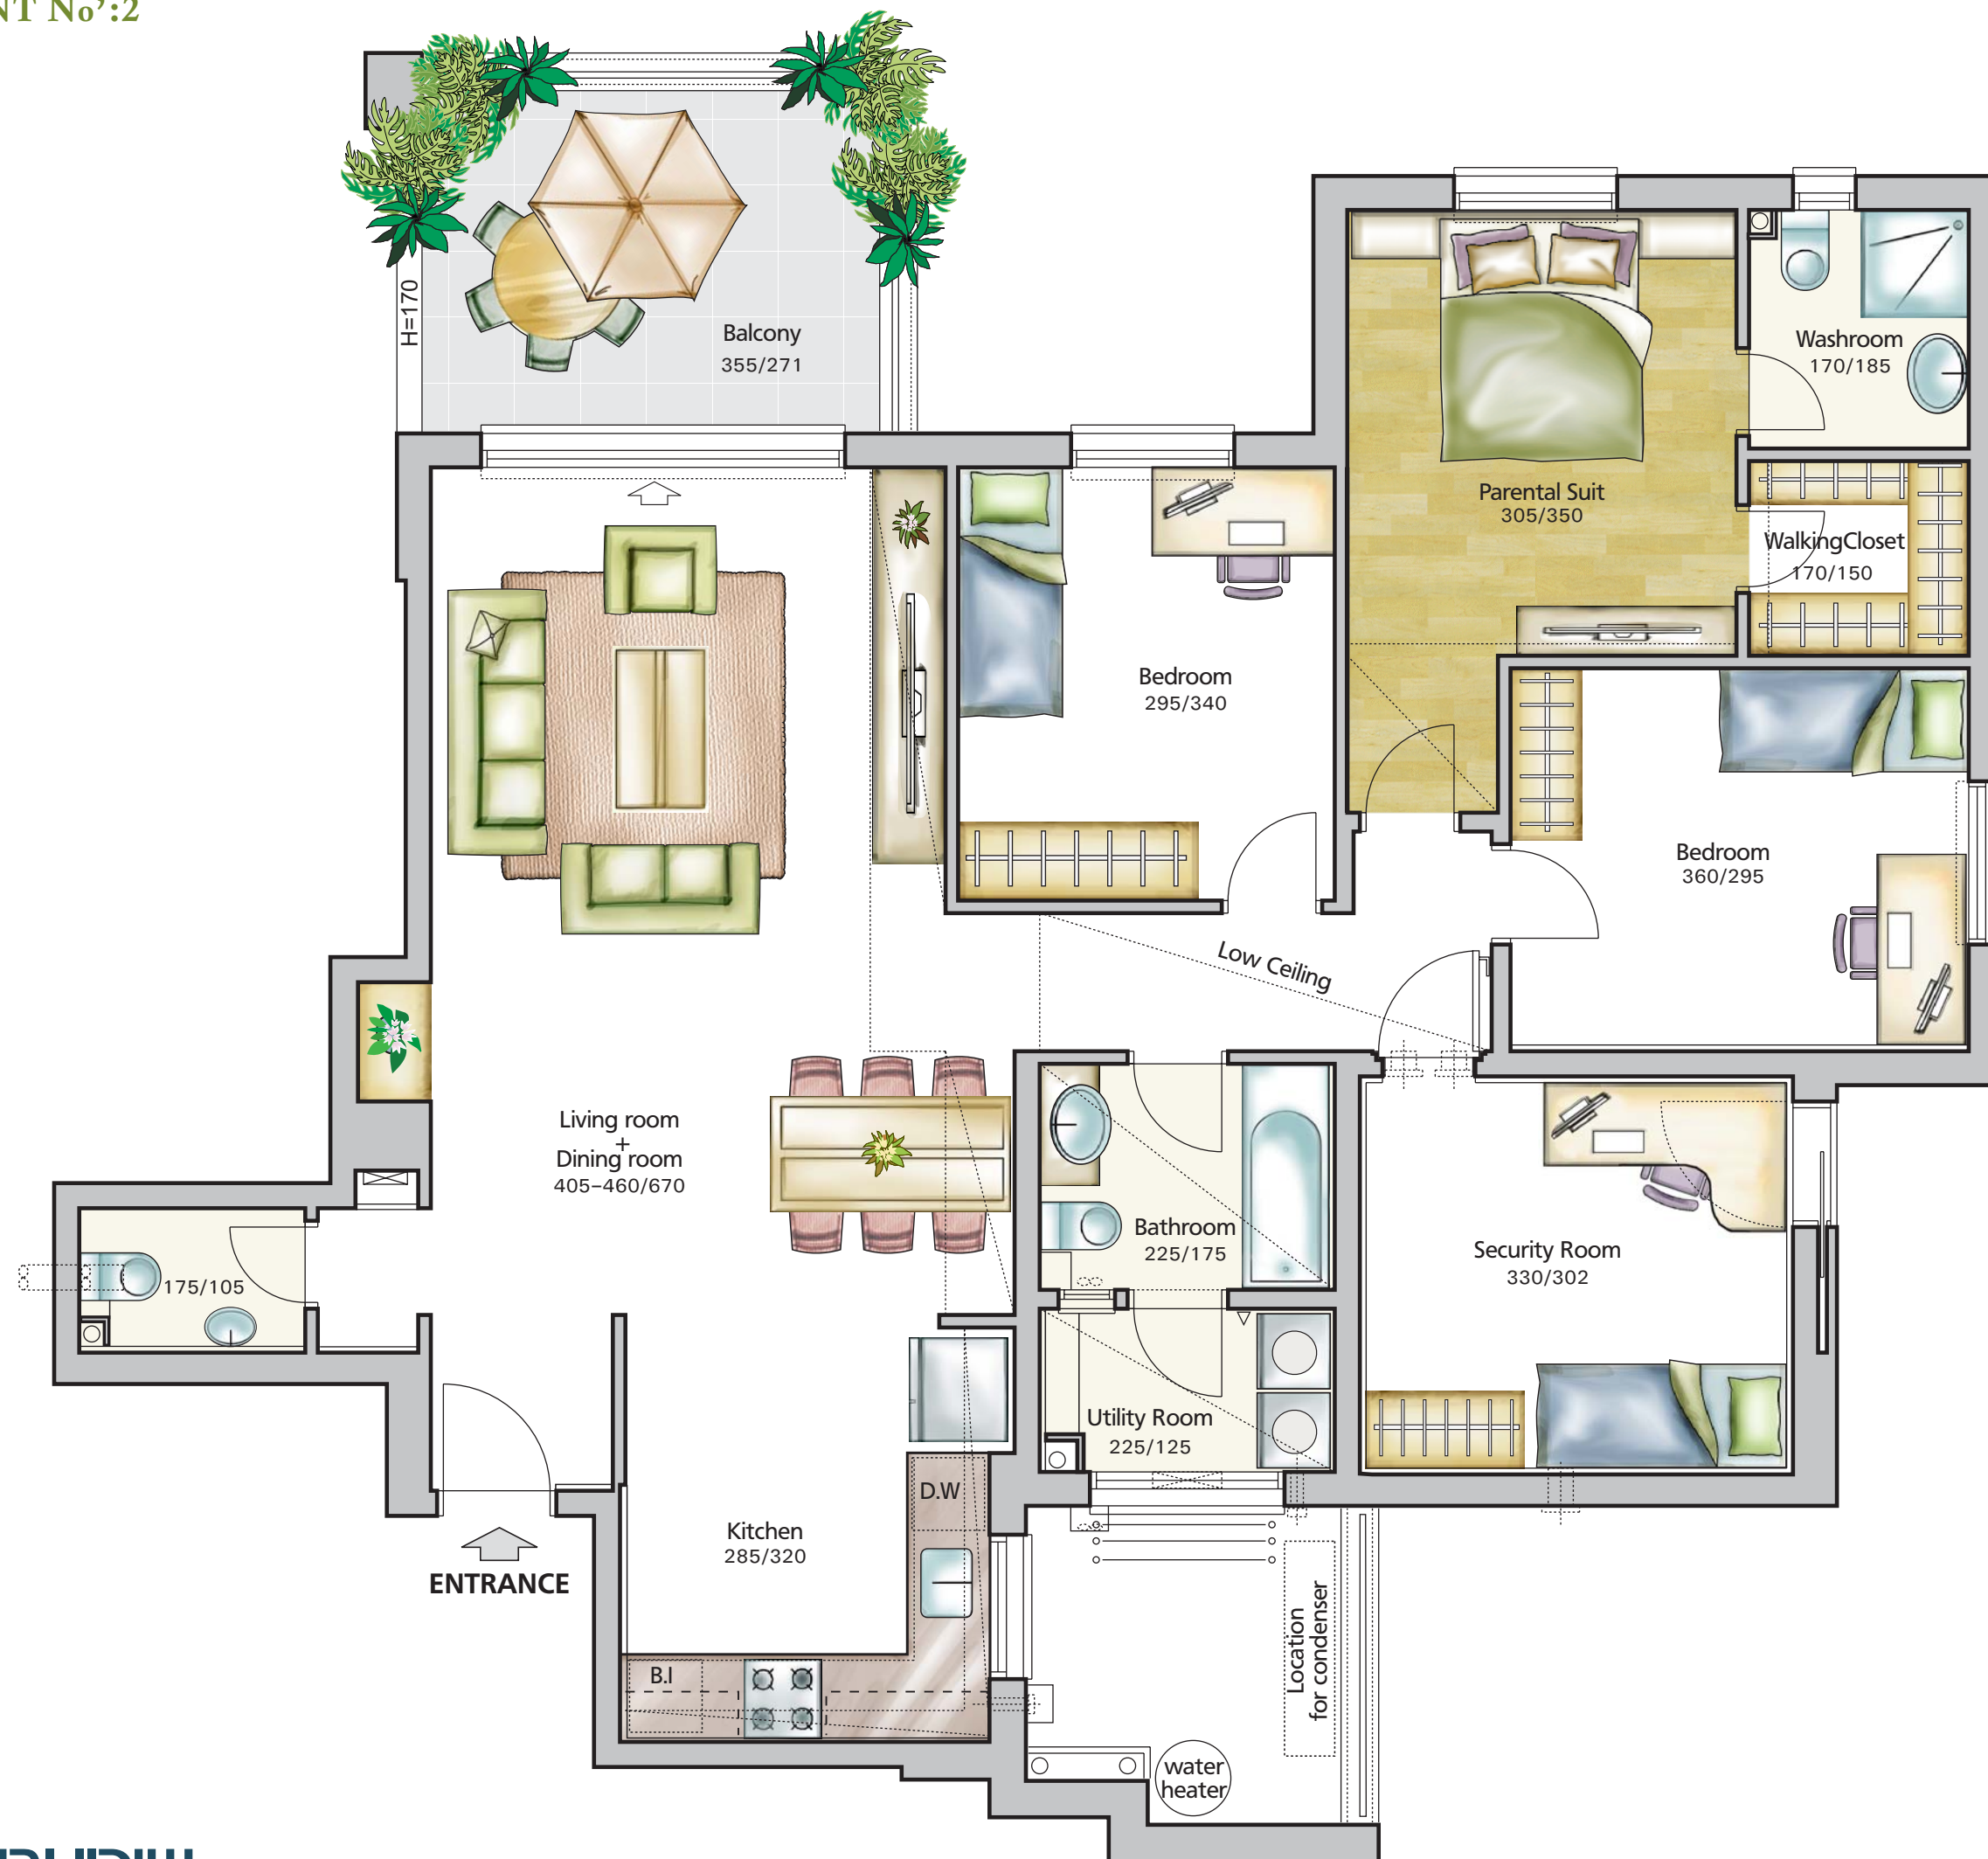 NT No':2
H=170
Balcony
355/271
Washroom
170/185
Parental Suit
305/350
WalkingCloset
170/150
Bedroom
295/340
Bedroom
360/295
Low Ceiling
Living room
+
Dining room
405–460/670
Bathroom
225/175
Security Room
330/302
175/105
Utility Room
225/125
D.W
Kitchen
285/320
ENTRANCE
B.I
Location
for condenser
water
heater